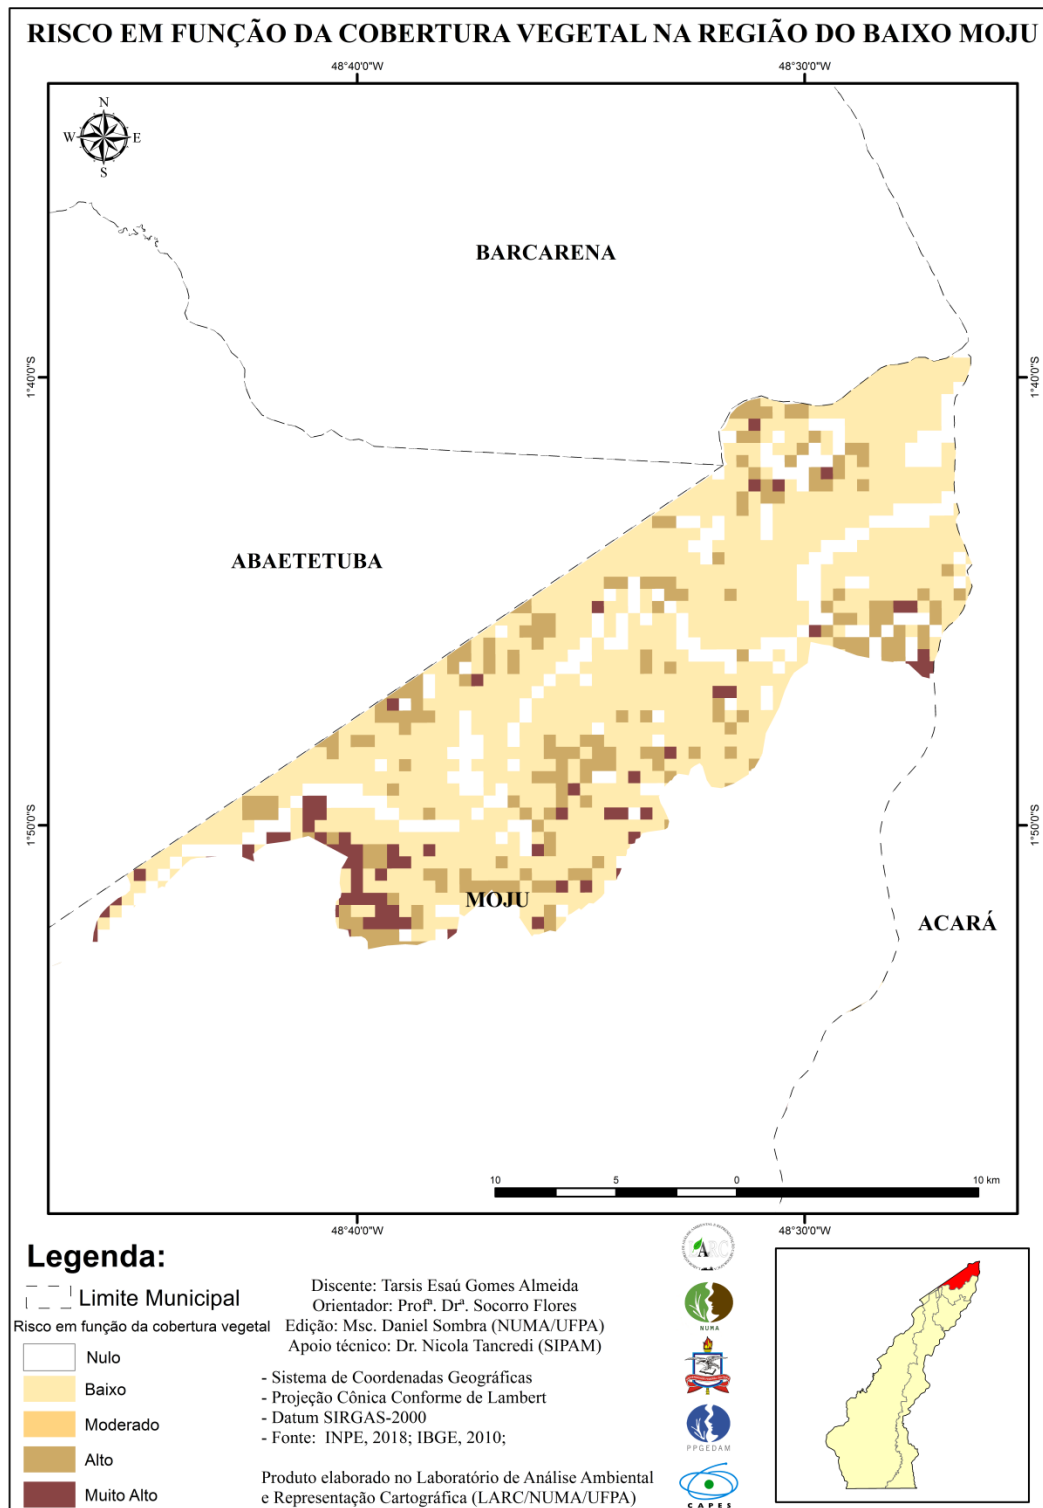 RISCO EM FUNÇÃO DA COBERTURA VEGETAL NA REGIÃO DO BAIXO MOJU
48°40'0"W
48°30'0"W
N
W
E
S
BARCARENA
1°40'0"S
1°40'0"S
ABAETETUBA
1°50'0"S
1°50'0"S
MOJU
ACARÁ
10
5
0
10 km
48°40'0"W
48°30'0"W
Legenda:
Limite Municipal
Risco em função da cobertura vegetal
Nulo
Baixo
Moderado
Alto
Muito Alto
Discente: Tarsis Esaú Gomes Almeida
Orientador: Profª. Drª. Socorro Flores
Edição: Msc. Daniel Sombra (NUMA/UFPA)
Apoio técnico: Dr. Nicola Tancredi (SIPAM)
- Sistema de Coordenadas Geográficas
- Projeção Cônica Conforme de Lambert
- Datum SIRGAS-2000
- Fonte: INPE, 2018; IBGE, 2010;
Produto elaborado no Laboratório de Análise Ambiental
e Representação Cartográfica (LARC/NUMA/UFPA)
LARC
NUMA
PPGEDAM
CAPES